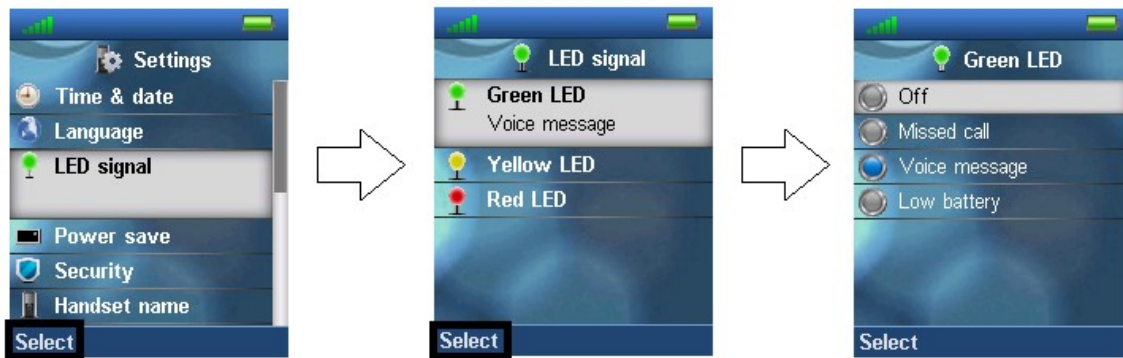 Settings
Time & date
Language
LED signal
Power save
Security
Handset name
Select
LED signal
Green LED
Voice message
Yellow LED
Red LED
Select
Green LED
Off
Missed call
Voice message
Low battery
Select